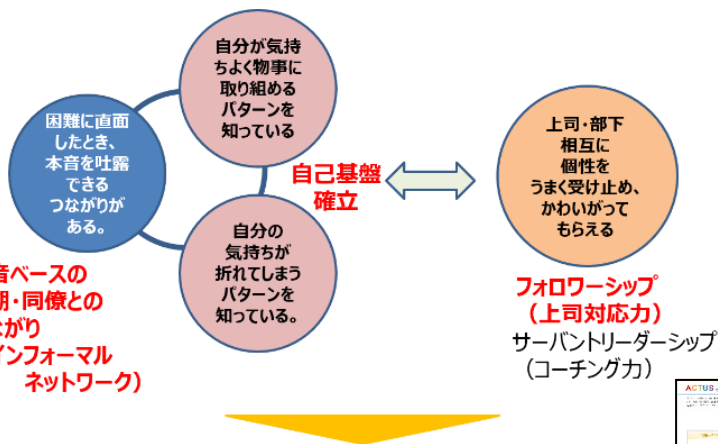 自分が気持
ちよく物事に
取り組める
パターンを
知っている
困難に直面
したとき、
本音を吐露
できる
つながりが
ある。
自己基盤
確立
自分の
気持ちが
折れてしまう
パターンを
知っている。
音ベースの
・同僚との
がり
インフォーマル
ネットワーク）
上司・部下
相互に
個性を
うまく受け止め、
かわいがって
もらえる
フォロワーシップ
（上司対応力）
サーバントリーダーシップ
（コーチング力）
ACTUS